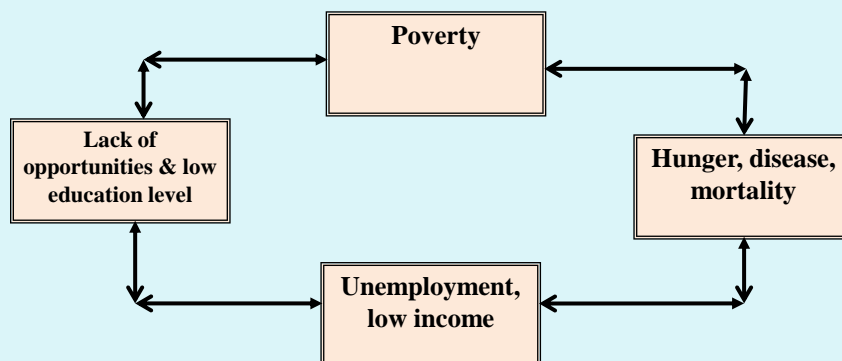 Poverty
Lack of
opportunities & low
education level
Hunger, disease,
mortality
Unemployment,
low income